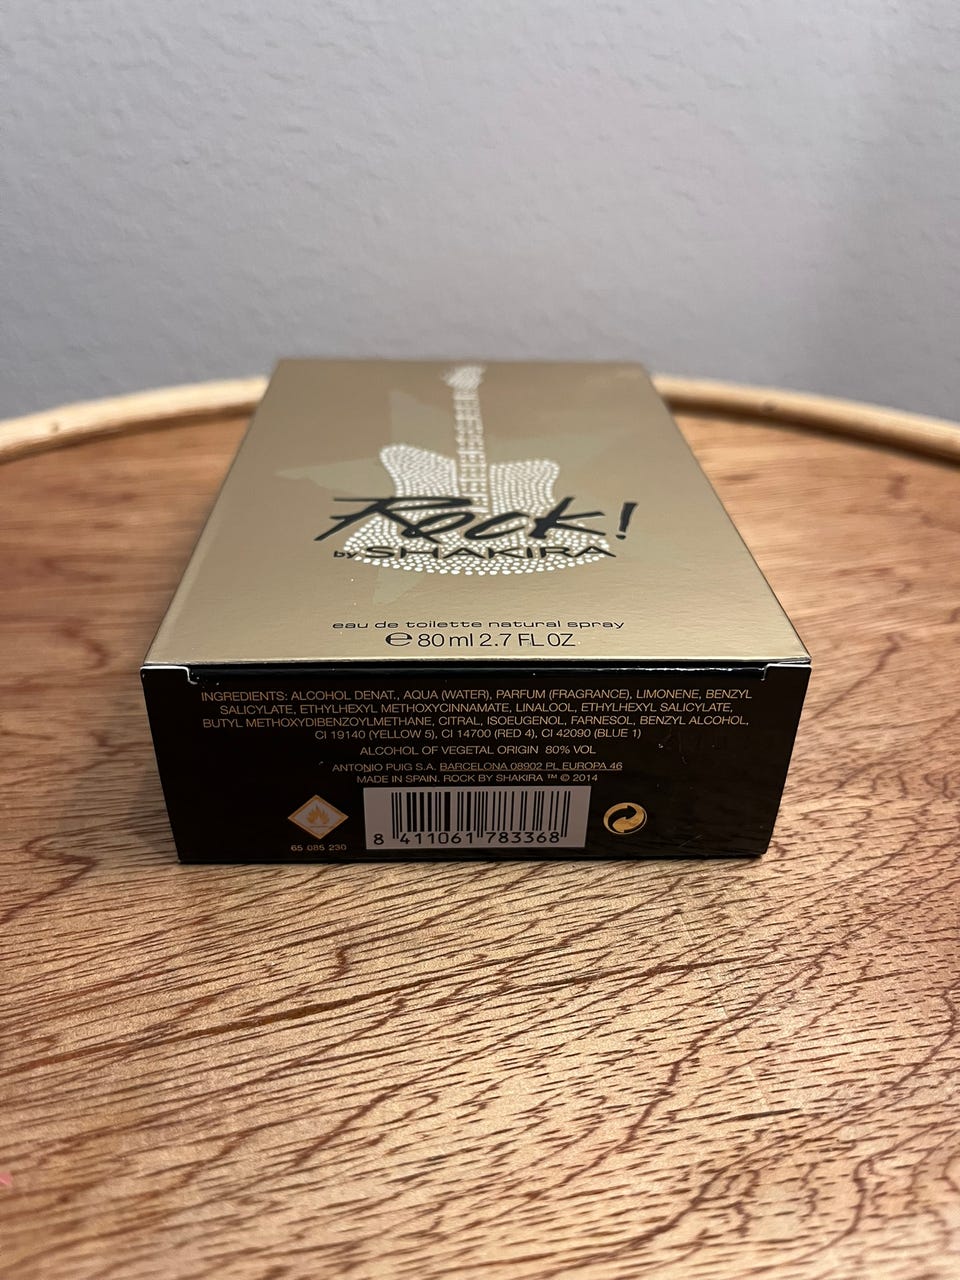 Rock!
by SHAKIRA
eau de toilette natural spray
℮ 80 ml 2.7 FL OZ
INGREDIENTS: ALCOHOL DENAT., AQUA (WATER), PARFUM (FRAGRANCE), LIMONENE, BENZYL
SALICYLATE, ETHYLHEXYL METHOXYCINNAMATE, LINALOOL, ETHYLHEXYL SALICYLATE,
BUTYL METHOXYDIBENZOYLMETHANE, CITRAL, ISOEUGENOL, FARNESOL, BENZYL ALCOHOL,
CI 19140 (YELLOW 5), CI 14700 (RED 4), CI 42090 (BLUE 1)
ALCOHOL OF VEGETAL ORIGIN 80% VOL
ANTONIO PUIG S.A. BARCELONA 08902 PL EUROPA 46
MADE IN SPAIN. ROCK BY SHAKIRA ™ © 2014
65 085 230
8 411061 783368